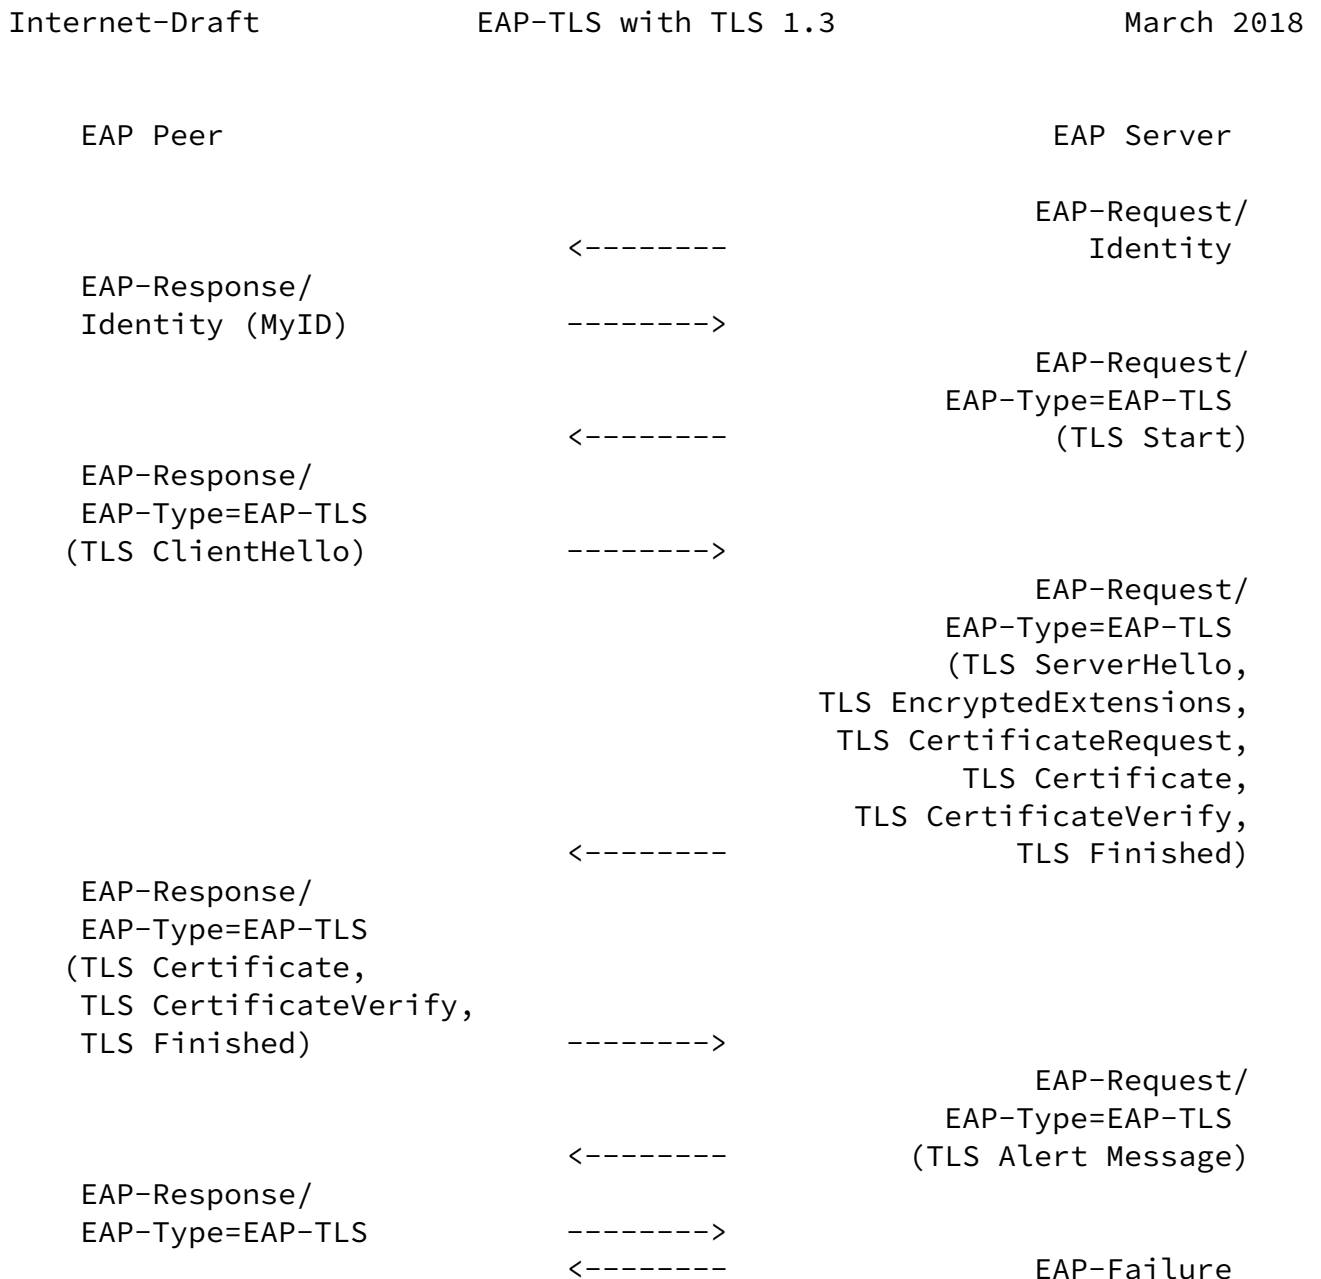 Internet-Draft EAP-TLS with TLS 1.3 March 2018
EAP Peer EAP Server
EAP-Request/
<-------- Identity
EAP-Response/
Identity (MyID) -------->
EAP-Request/
EAP-Type=EAP-TLS
<-------- (TLS Start)
EAP-Response/
EAP-Type=EAP-TLS
(TLS ClientHello) -------->
EAP-Request/
EAP-Type=EAP-TLS
(TLS ServerHello,
TLS EncryptedExtensions,
TLS CertificateRequest,
TLS Certificate,
TLS CertificateVerify,
<-------- TLS Finished)
EAP-Response/
EAP-Type=EAP-TLS
(TLS Certificate,
TLS CertificateVerify,
TLS Finished) -------->
EAP-Request/
EAP-Type=EAP-TLS
<-------- (TLS Alert Message)
EAP-Response/
EAP-Type=EAP-TLS -------->
<-------- EAP-Failure